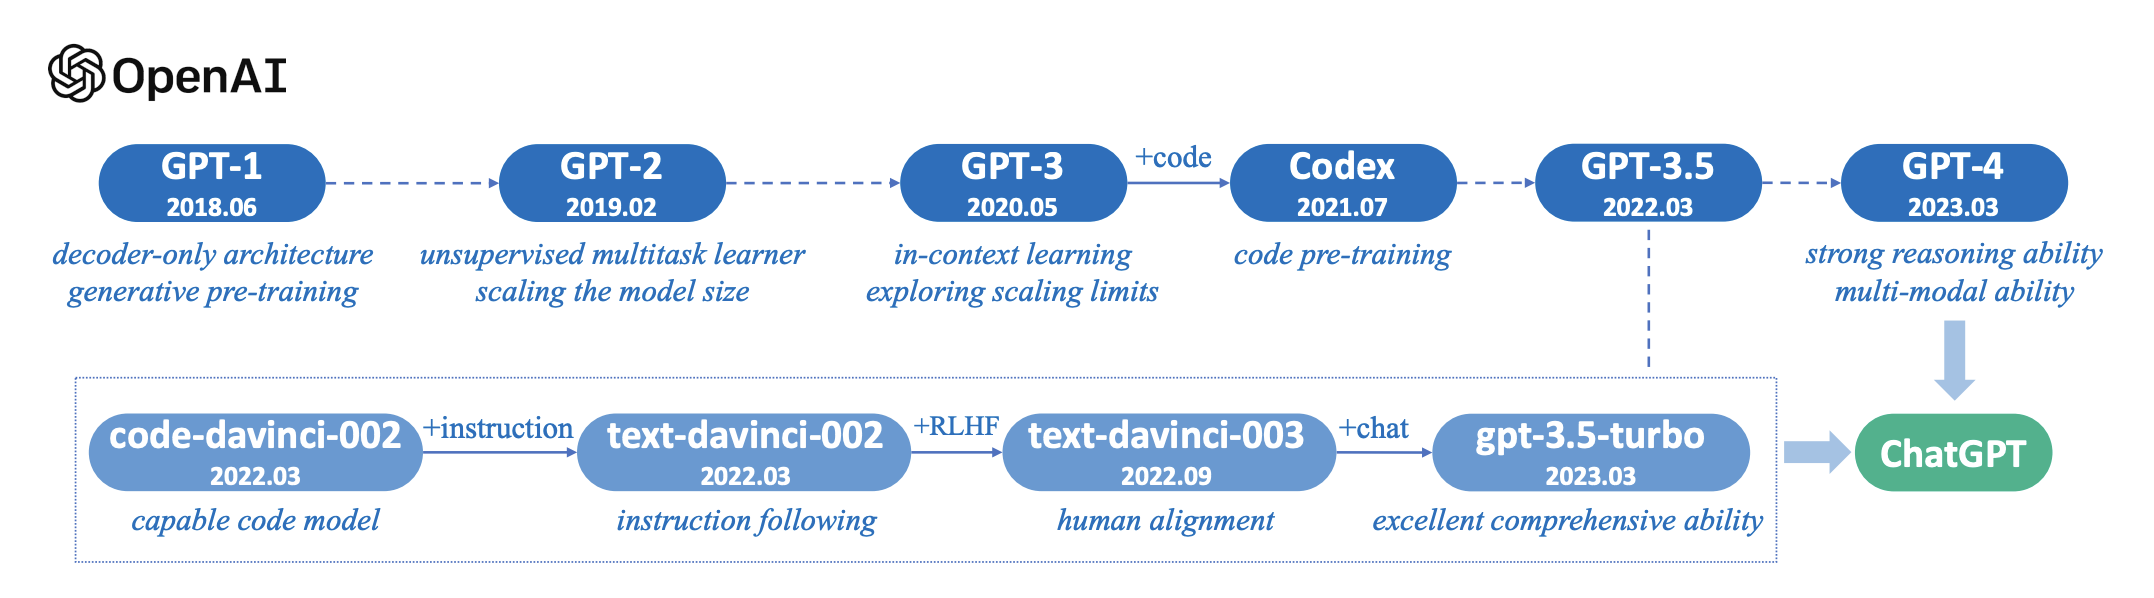 OpenAI
GPT-1
2018.06
decoder-only architecture
generative pre-training
GPT-2
2019.02
unsupervised multitask learner
scaling the model size
GPT-3
2020.05
in-context learning
exploring scaling limits
+code
Codex
2021.07
code pre-training
GPT-3.5
2022.03
GPT-4
2023.03
strong reasoning ability
multi-modal ability
code-davinci-002
2022.03
capable code model
+instruction
text-davinci-002
2022.03
instruction following
+RLHF
text-davinci-003
2022.09
human alignment
+chat
gpt-3.5-turbo
2023.03
excellent comprehensive ability
ChatGPT